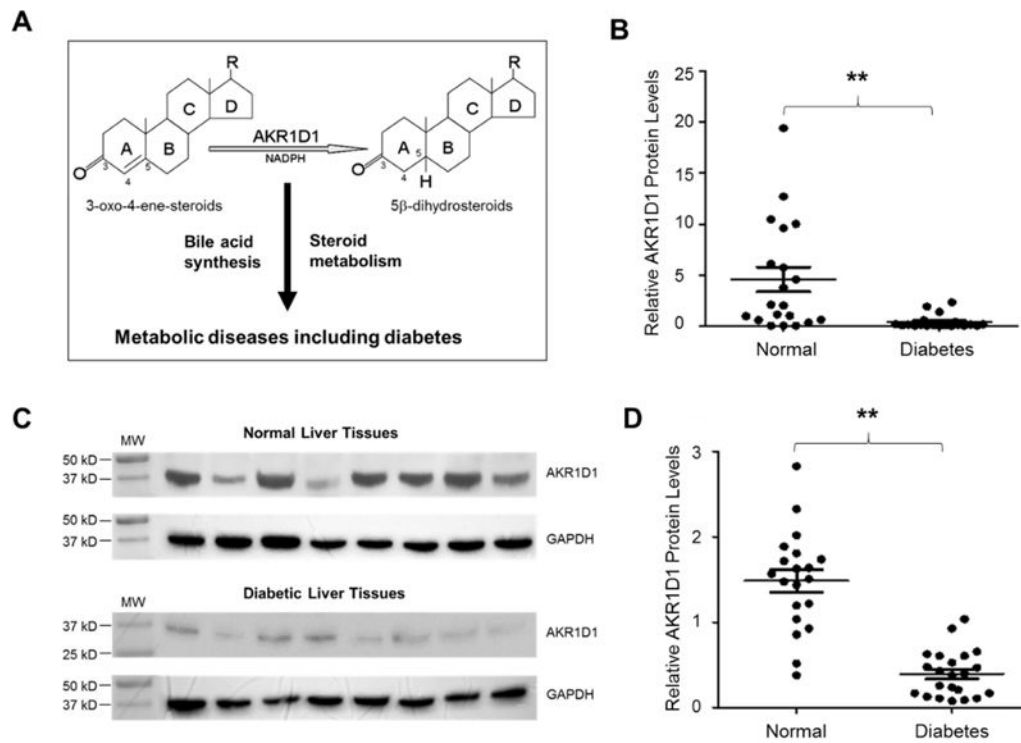 A
R
C
D
A
B
O
3
4
5
AKR1D1
NADPH
R
C
D
A
B
O
3
4
5
H
3-oxo-4-ene-steroids
5β-dihydrosteroids
Bile acid
synthesis
Steroid
metabolism
Metabolic diseases including diabetes
B
**
Relative AKR1D1 Protein Levels
25
20
15
10
5
0
Normal
Diabetes
C
Normal Liver Tissues
MW
50 kD
37 kD
AKR1D1
50 kD
37 kD
GAPDH
Diabetic Liver Tissues
MW
37 kD
25 kD
AKR1D1
50 kD
37 kD
GAPDH
D
**
Relative AKR1D1 Protein Levels
3
2
1
0
Normal
Diabetes